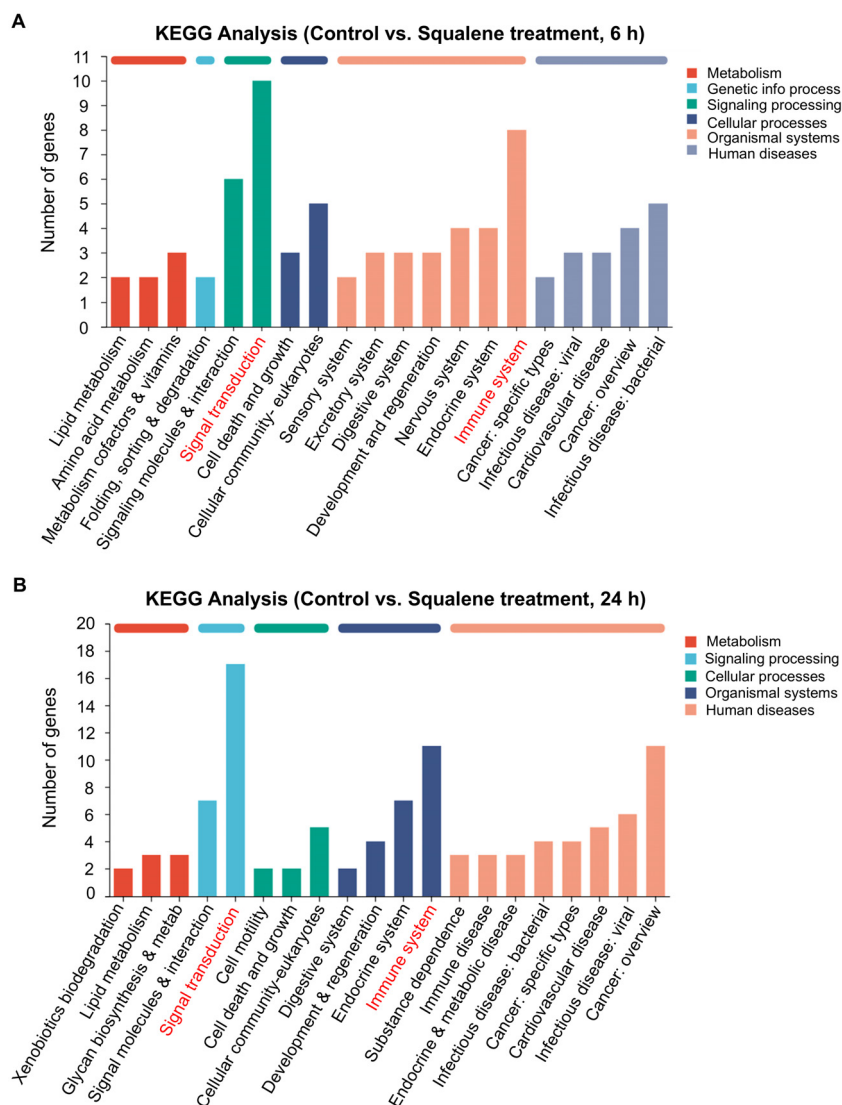 A
KEGG Analysis (Control vs. Squalene treatment, 6 h)
Number of genes
11
10
9
8
7
6
5
4
3
2
1
0
Metabolism
Genetic info process
Signaling processing
Cellular processes
Organismal systems
Human diseases
Lipid metabolism
Amino acid metabolism
Metabolism cofactors & vitamins
Folding, sorting & degradation
Signaling molecules & interaction
Signal transduction
Cell death and growth
Cellular community- eukaryotes
Sensory system
Excretory system
Digestive system
Development and regeneration
Nervous system
Endocrine system
Immune system
Cancer: specific types
Infectious disease: viral
Cardiovascular disease
Cancer: overview
Infectious disease: bacterial
B
KEGG Analysis (Control vs. Squalene treatment, 24 h)
Number of genes
20
18
16
14
12
10
8
6
4
2
0
Metabolism
Signaling processing
Cellular processes
Organismal systems
Human diseases
Xenobiotics biodegradation
Lipid metabolism
Glycan biosynthesis & metab
Signal molecules & interaction
Signal transduction
Cell motility
Cell death and growth
Cellular community-eukaryotes
Digestive system
Development & regeneration
Endocrine system
Immune system
Substance dependence
Immune disease
Endocrine & metabolic disease
Infectious disease: bacterial
Cancer: specific types
Cardiovascular disease
Infectious disease: viral
Cancer: overview